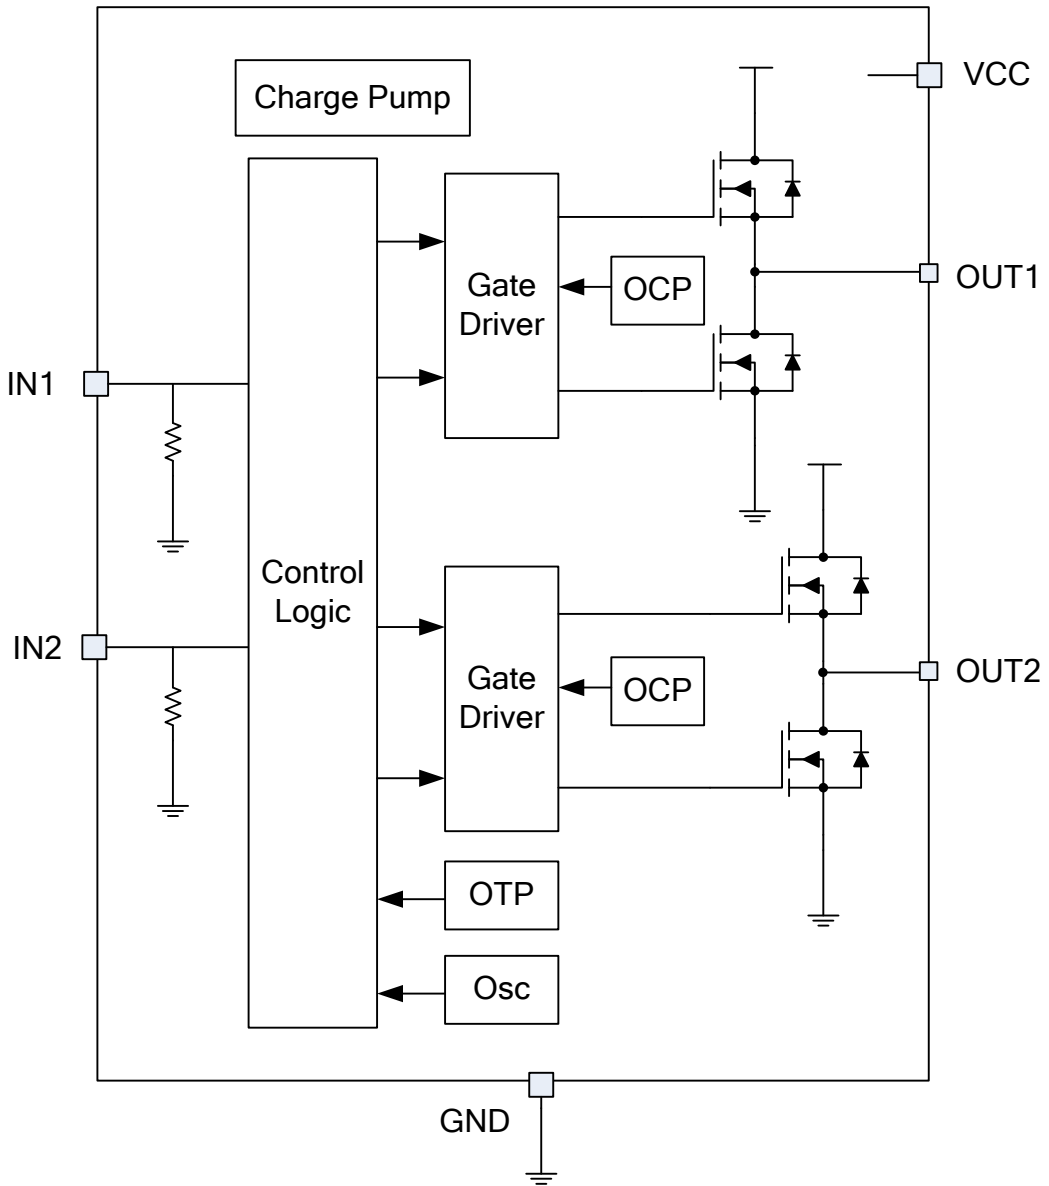 Charge Pump
VCC
Gate
Driver
OCP
OUT1
IN1
Control
Logic
IN2
Gate
Driver
OCP
OUT2
OTP
Osc
GND